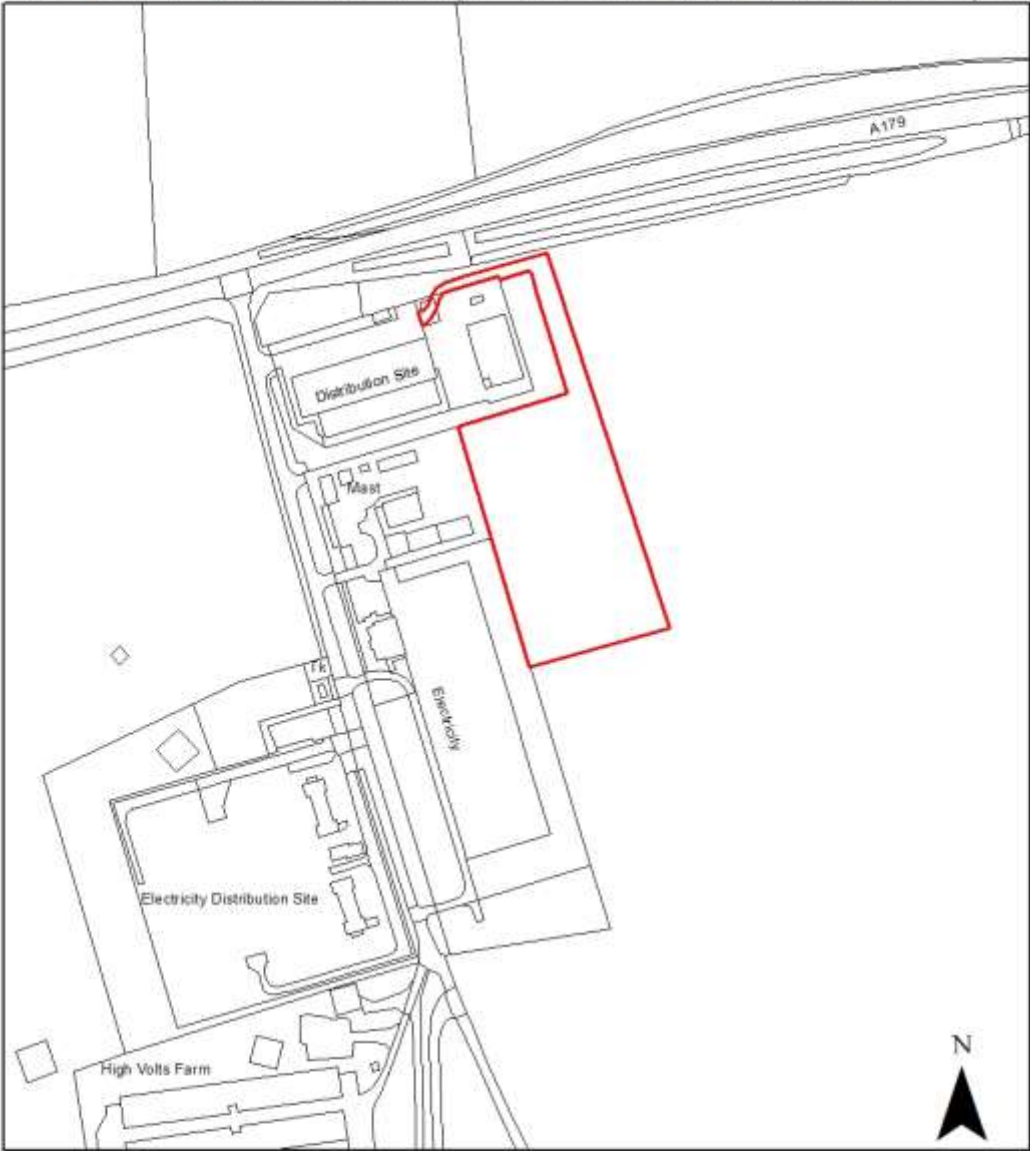 A179
Distribution Site
Mast
Tk
Electricity
Electricity Distribution Site
High Volts Farm
N